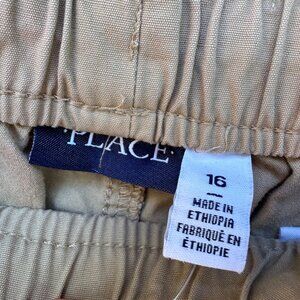 PLACE
16
MADE IN
ETHIOPIA
FABRIQUÉ EN
ÉTHIOPIE